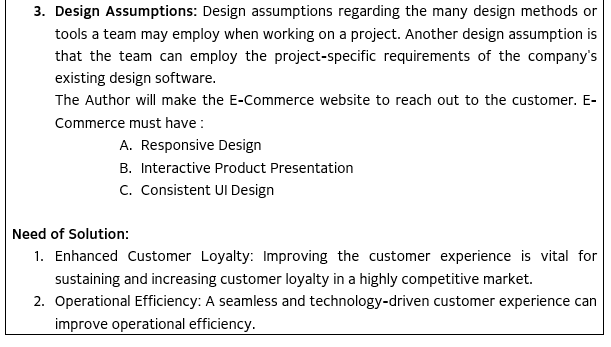 3. Design Assumptions: Design assumptions regarding the many design methods or
tools a team may employ when working on a project. Another design assumption is
that the team can employ the project-specific requirements of the company's
existing design software.
The Author will make the E-Commerce website to reach out to the customer. E-
Commerce must have :
A. Responsive Design
B. Interactive Product Presentation
C. Consistent UI Design
Need of Solution:
1. Enhanced Customer Loyalty: Improving the customer experience is vital for
sustaining and increasing customer loyalty in a highly competitive market.
2. Operational Efficiency: A seamless and technology-driven customer experience can
improve operational efficiency.